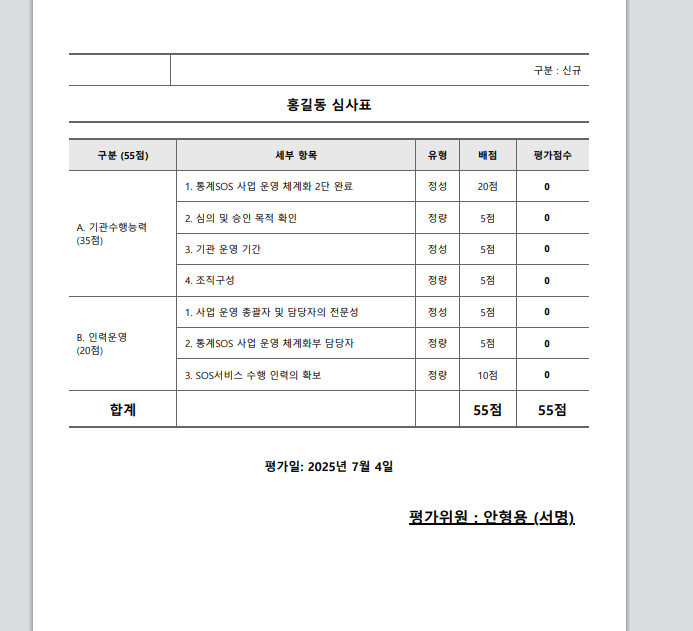 구분 : 신규
홍길동 심사표
구분 (55점) 세부 항목 유형 배점 평가점수
A. 기관수행능력
(35점)
1. 통계SOS 사업 운영 체계화 2단 완료 정성 20점 0
2. 심의 및 승인 목적 확인 정량 5점 0
3. 기관 운영 기간 정성 5점 0
4. 조직구성 정량 5점 0
B. 인력운영
(20점)
1. 사업 운영 총괄자 및 담당자의 전문성 정성 5점 0
2. 통계SOS 사업 운영 체계화부 담당자 정량 5점 0
3. SOS서비스 수행 인력의 확보 정량 10점 0
합계 55점 55점
평가일: 2025년 7월 4일
평가위원 : 안형용 (서명)